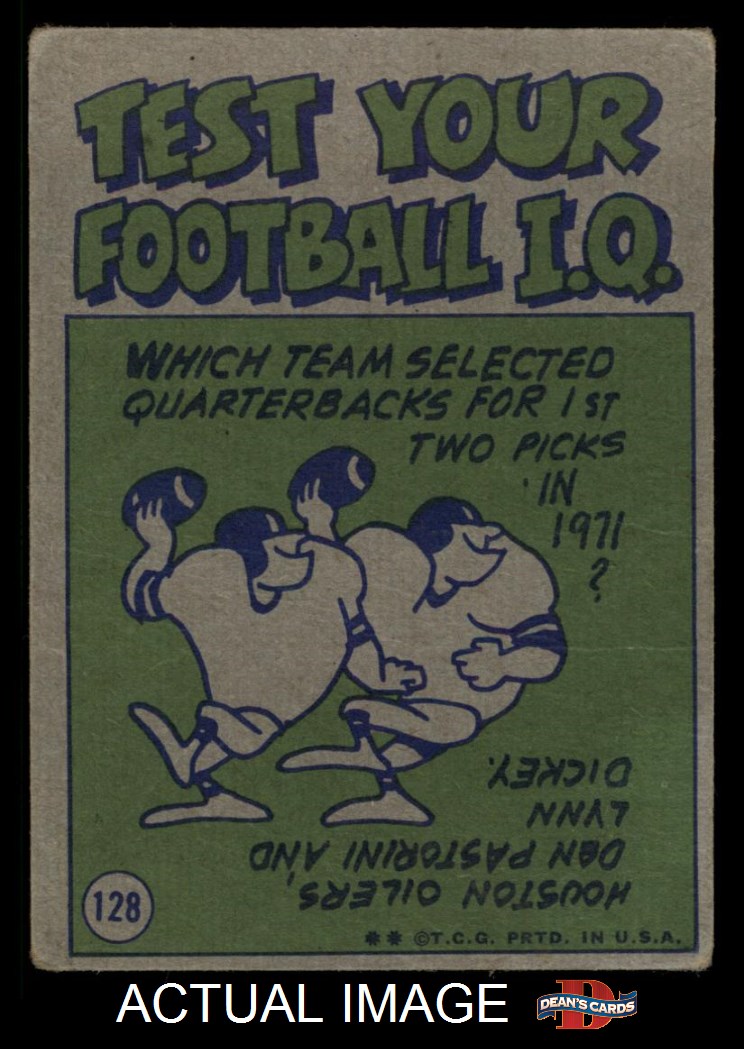 TEST YOUR
FOOTBALL I.Q.
WHICH TEAM SELECTED
QUARTERBACKS FOR 1ST
TWO PICKS
IN
1971
?
HOUSTON OILERS,
DAN PASTORINI AND
LYNN
DICKEY.
128
** ©T.C.G. PRTD. IN U.S.A.
ACTUAL IMAGE
D
DEAN'S CARDS